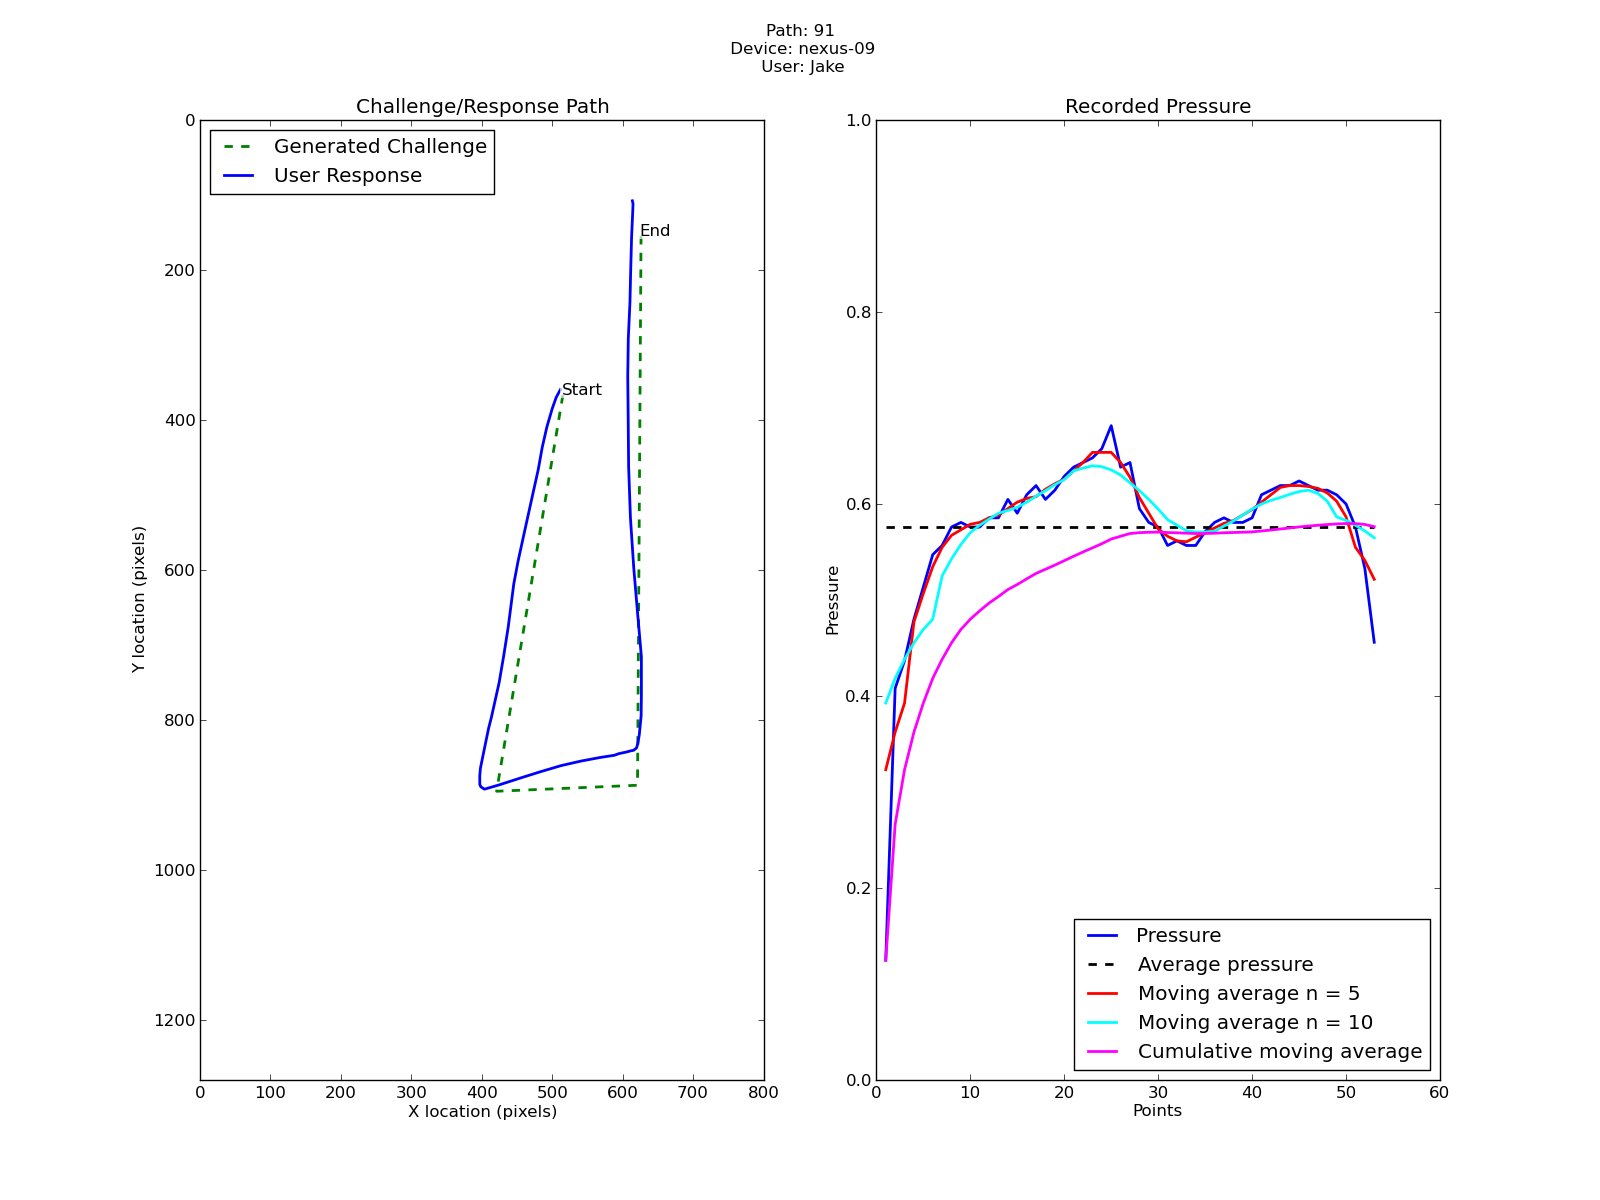 Path: 91
Device: nexus-09
User: Jake
Challenge/Response Path
Generated Challenge
User Response
0
200
400
600
800
1000
1200
Y location (pixels)
End
Start
0 100 200 300 400 500 600 700 800
X location (pixels)
Recorded Pressure
1.0
0.8
0.6
0.4
0.2
0.0
Pressure
Pressure
Average pressure
Moving average n = 5
Moving average n = 10
Cumulative moving average
0 10 20 30 40 50 60
Points